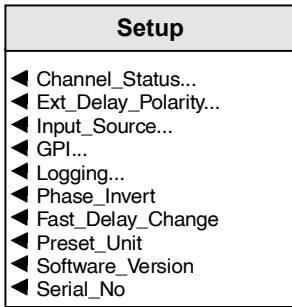 Setup
◀ Channel_Status...
◀ Ext_Delay_Polarity...
◀ Input_Source...
◀ GPI...
◀ Logging...
◀ Phase_Invert
◀ Fast_Delay_Change
◀ Preset_Unit
◀ Software_Version
◀ Serial_No